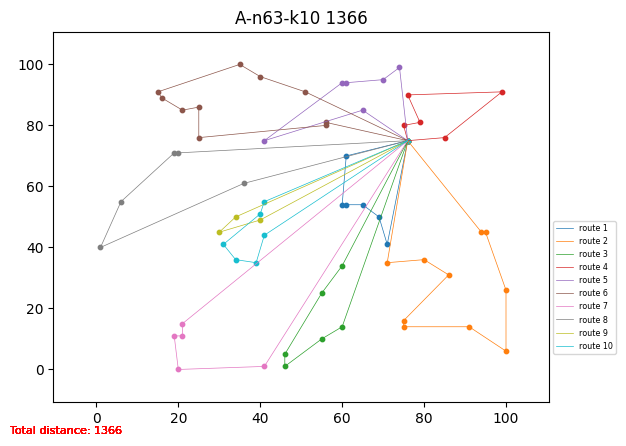 A-n63-k10 1366
100
80
60
40
20
0
0 20 40 60 80 100
route 1
route 2
route 3
route 4
route 5
route 6
route 7
route 8
route 9
route 10
Total distance: 1366